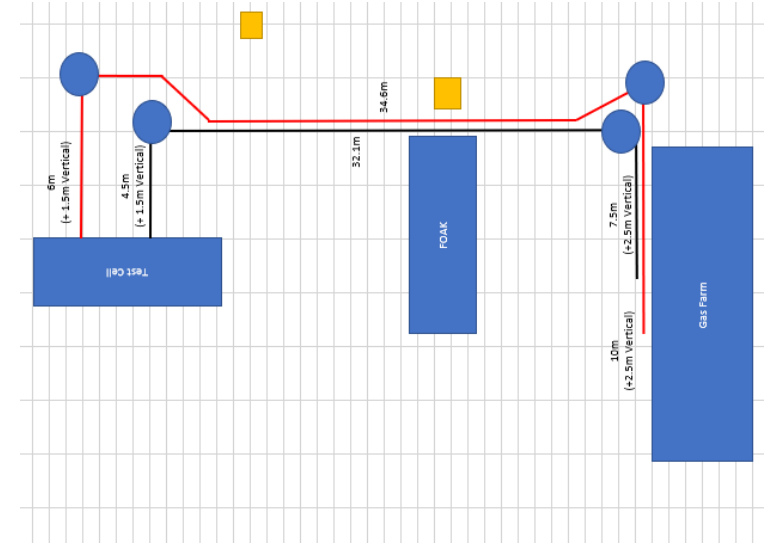 34.6m
32.1m
6m
(+ 1.5m Vertical)
4.5m
(+ 1.5m Vertical)
7.5m
(+2.5m Vertical)
FOAK
Test Cell
Gas Farm
10m
(+2.5m Vertical)